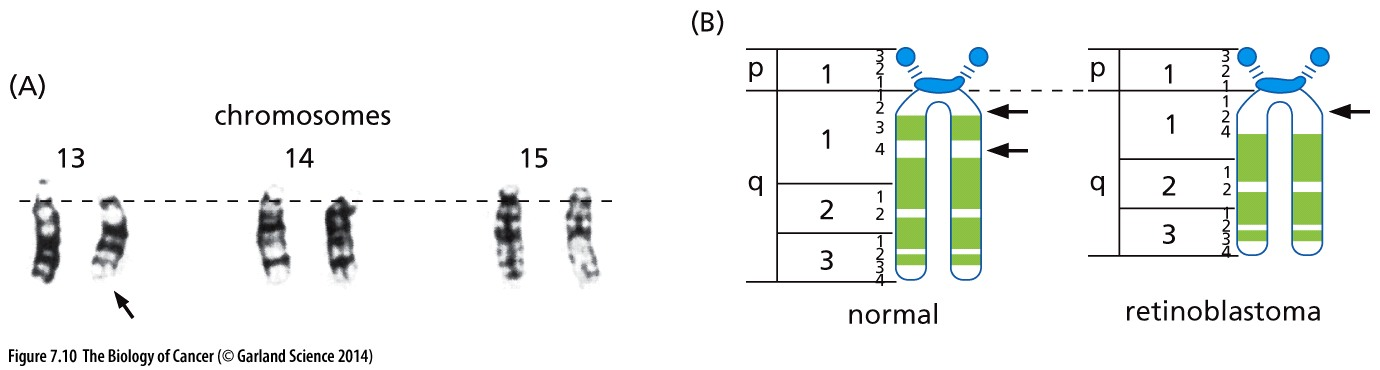 (A)
chromosomes
13 14 15
Figure 7.10 The Biology of Cancer (© Garland Science 2014)
(B)
p 1 3 2 1
q 1 1 2 3 4
2 1 2
3 1 2 3 4
normal
p 1 3 2 1
q 1 1 2 4
2 1 2
3 1 2 3 4
retinoblastoma